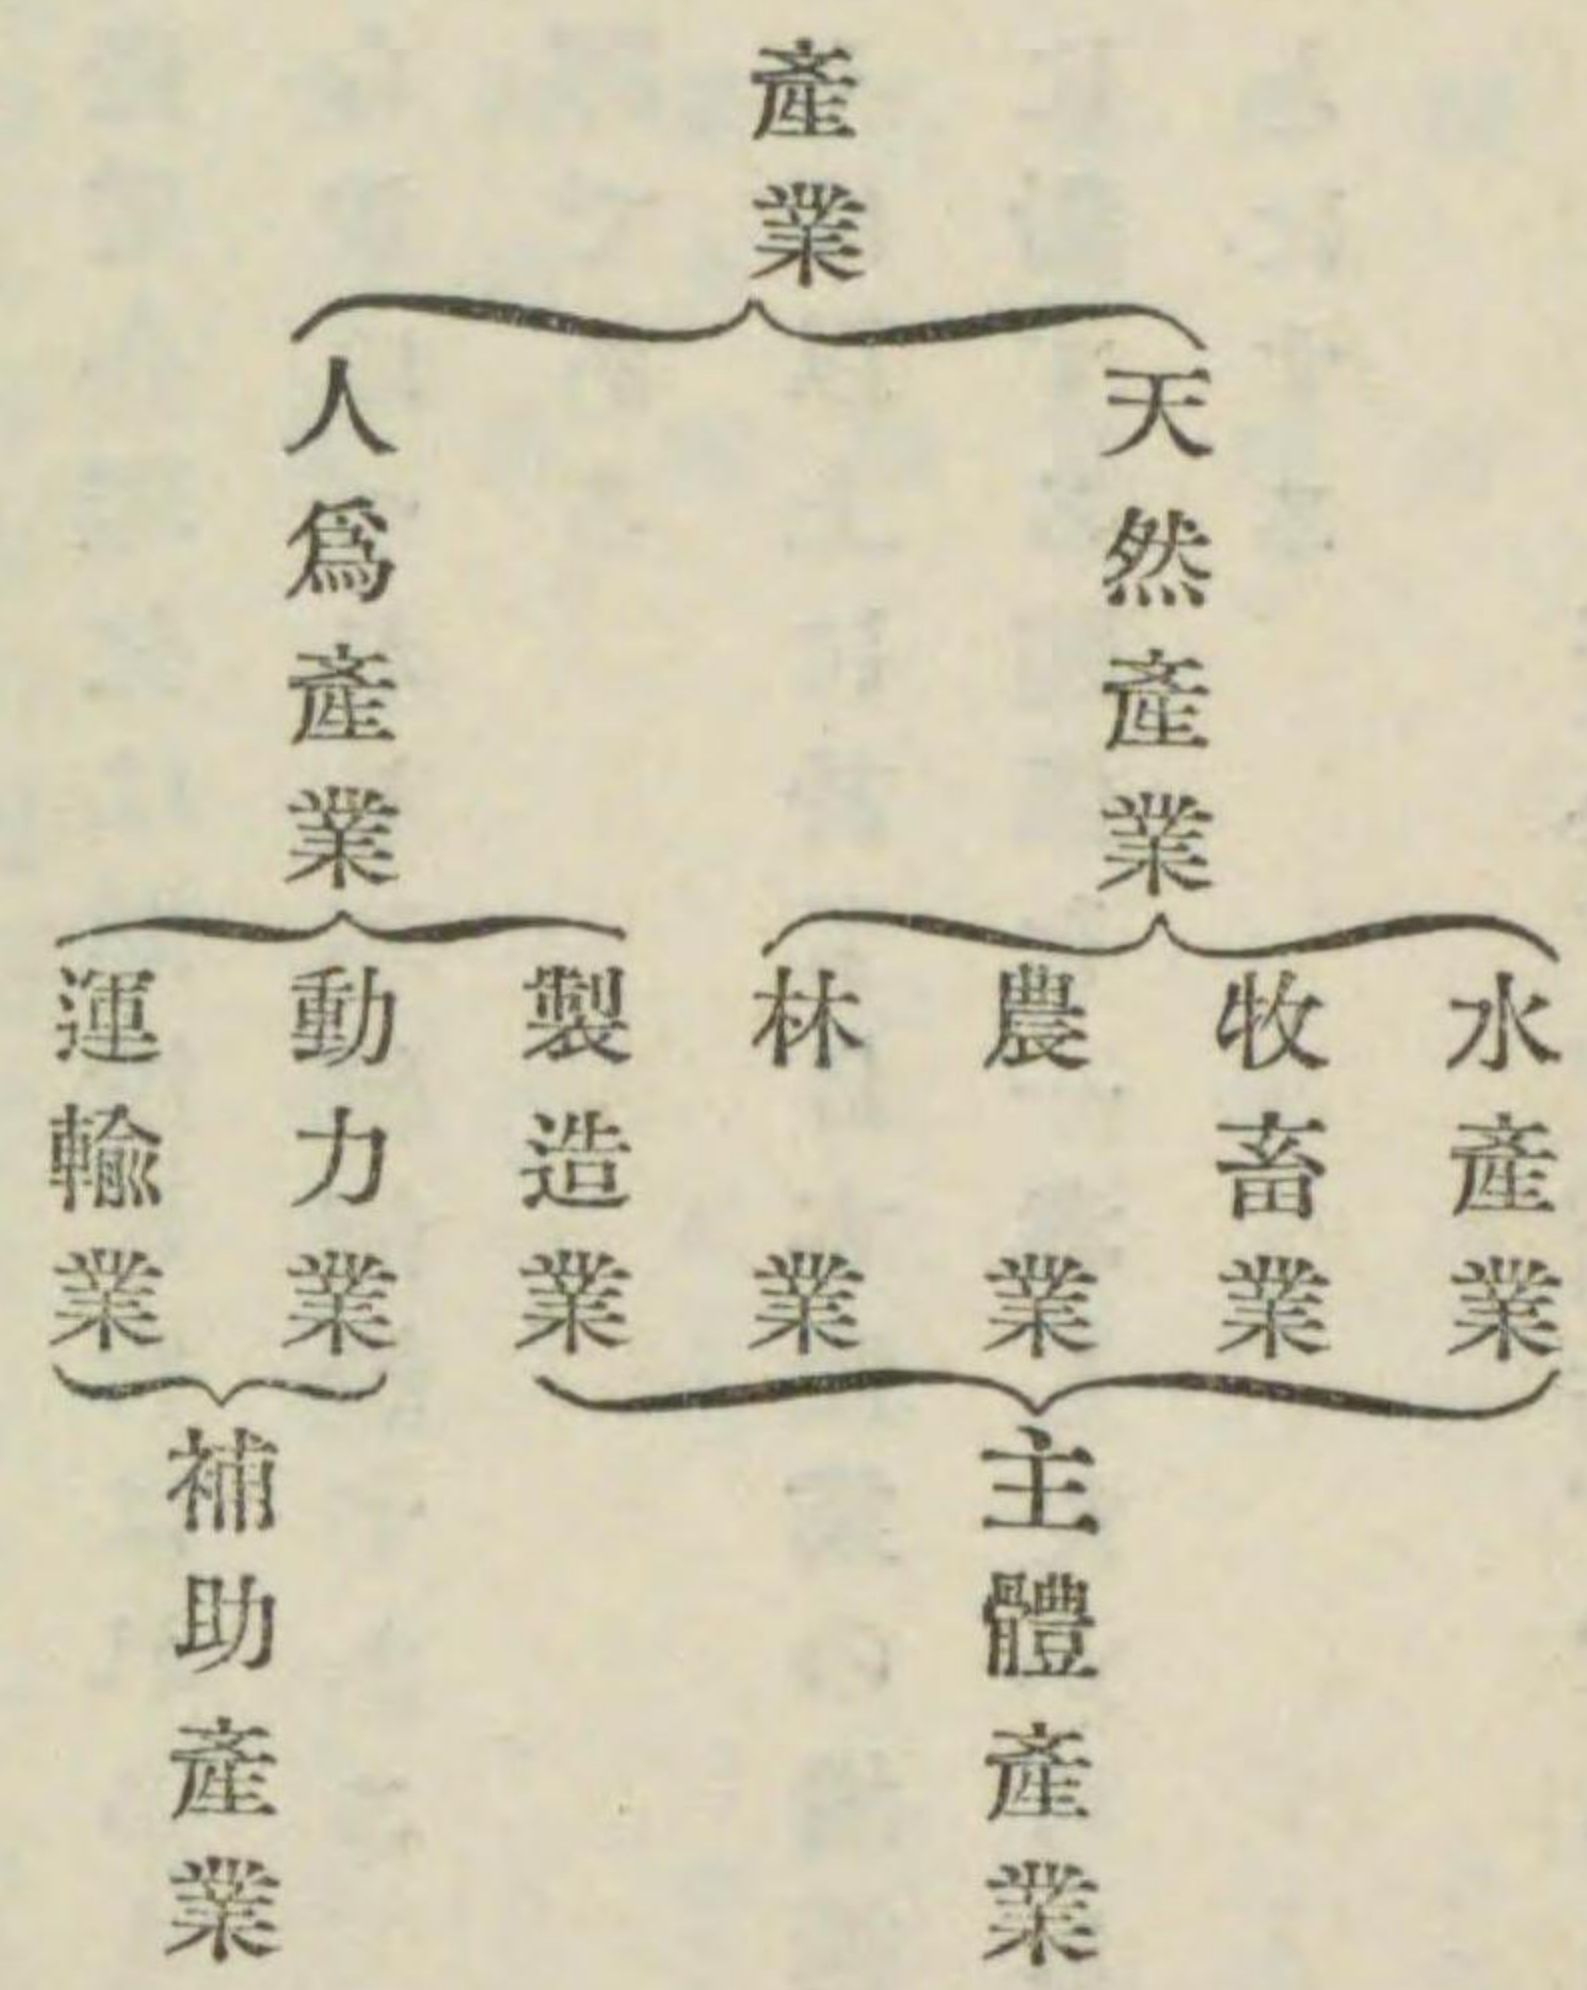 產業
天然產業
人爲產業
水產業
牧畜業
農業
林業
製造業
動力業
運輸業
主體產業
補助產業